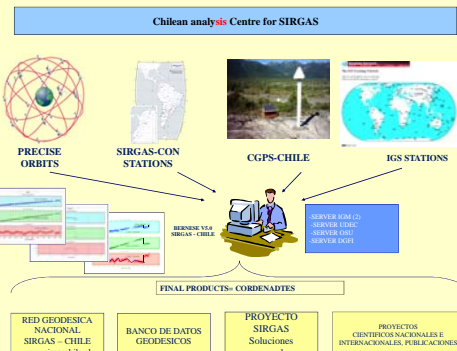 Chilean analysis Centre for SIRGAS
PRECISE
ORBITS
SIRGAS-CON
STATIONS
CGPS-CHILE
IGS STATIONS
BERNESE V5.0
SIRGAS - CHILE
-SERVER IGM (2)
-SERVER UDEC
-SERVER OSU
-SERVER DGFI
FINAL PRODUCTS= CORDENADTES
RED GEODESICA
NACIONAL
SIRGAS – CHILE
BANCO DE DATOS
GEODESICOS
PROYECTO
SIRGAS
Soluciones
PROYECTOS
CIENTIFICOS NACIONALES E
INTERNACIONALES, PUBLICACIONES